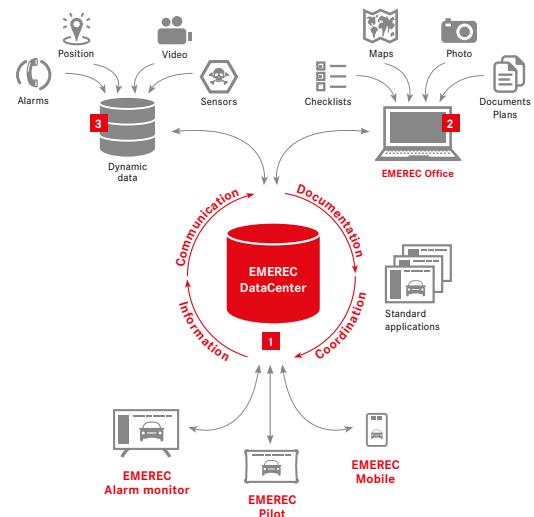 Position
Video
Alarms
Sensors
3
Dynamic
data
Maps
Photo
Checklists
Documents
Plans
2
EMEREC Office
Communication
Documentation
EMEREC
DataCenter
Information
Coordination
1
Standard
applications
EMEREC
Alarm monitor
EMEREC
Pilot
EMEREC
Mobile